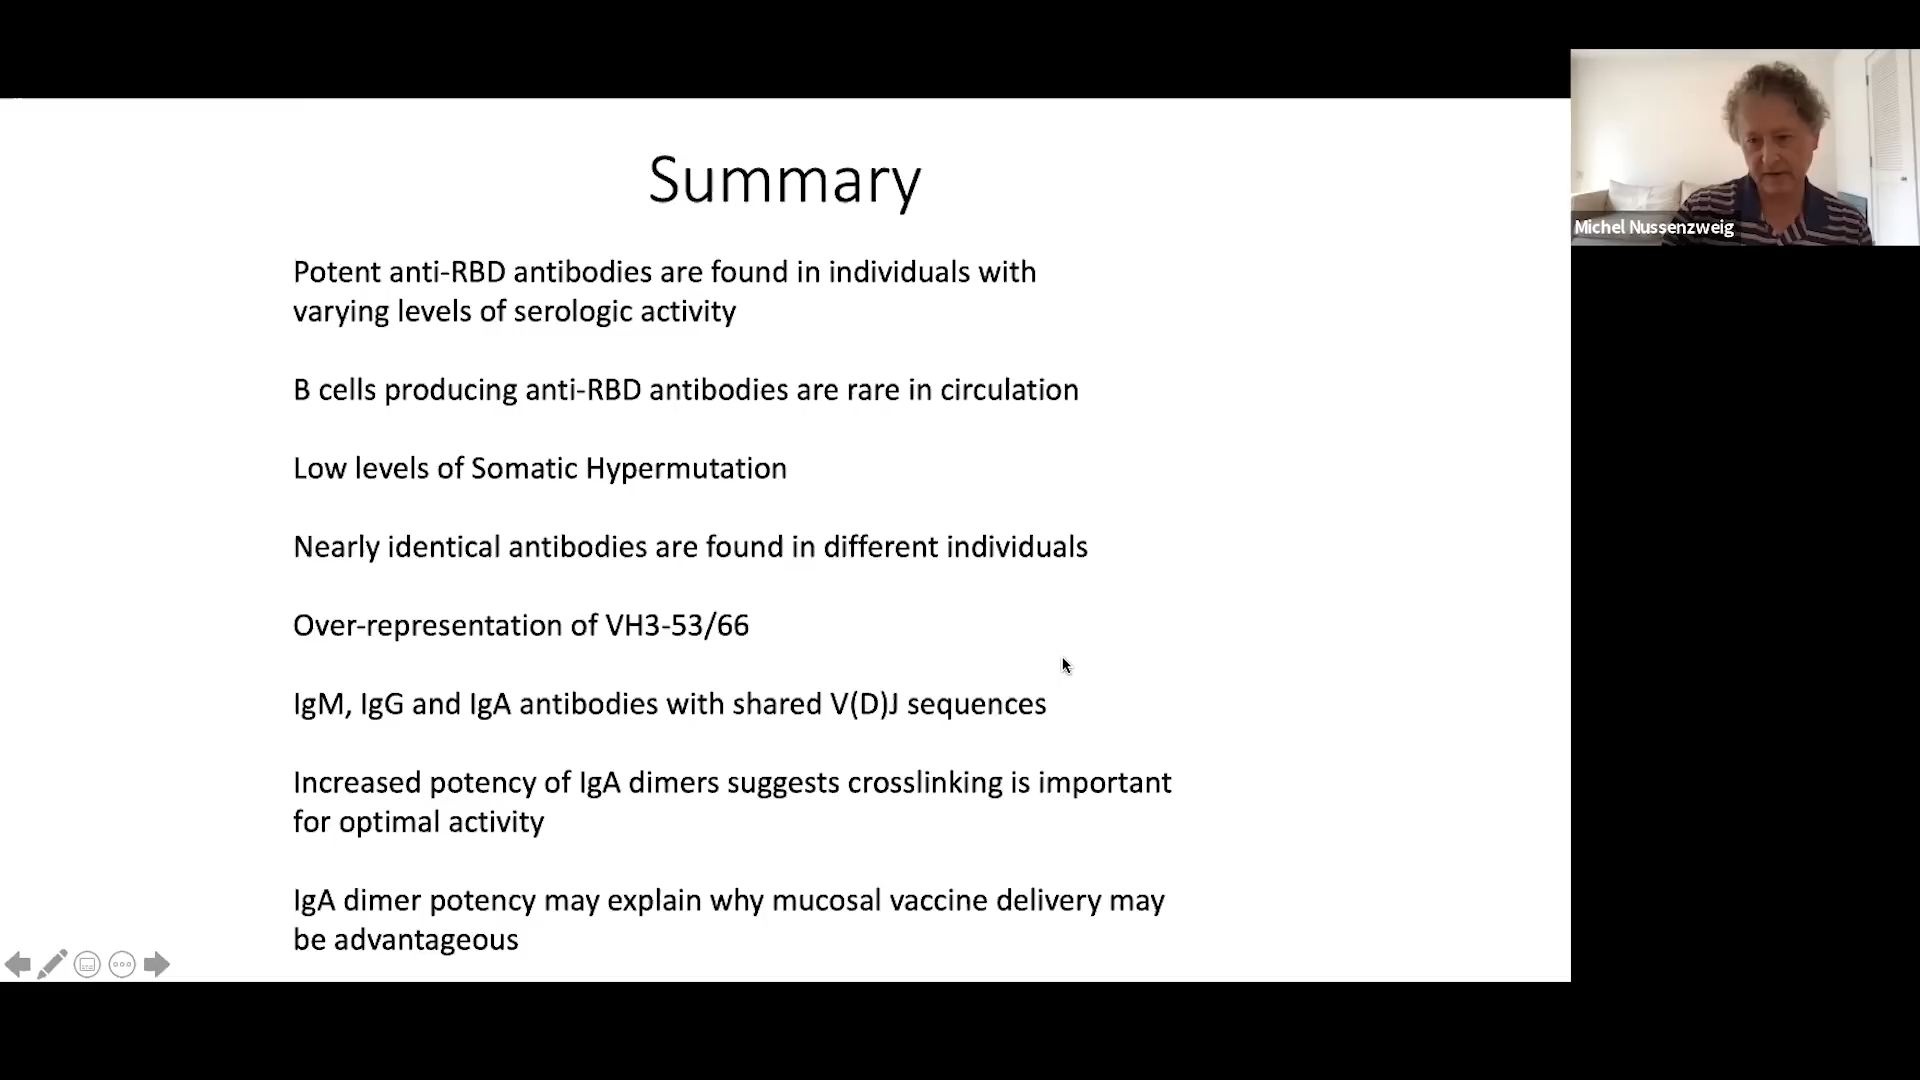 Summary
Michel Nussenzweig
Potent anti-RBD antibodies are found in individuals with
varying levels of serologic activity
B cells producing anti-RBD antibodies are rare in circulation
Low levels of Somatic Hypermutation
Nearly identical antibodies are found in different individuals
Over-representation of VH3-53/66
IgM, IgG and IgA antibodies with shared V(D)J sequences
Increased potency of IgA dimers suggests crosslinking is important
for optimal activity
IgA dimer potency may explain why mucosal vaccine delivery may
be advantageous